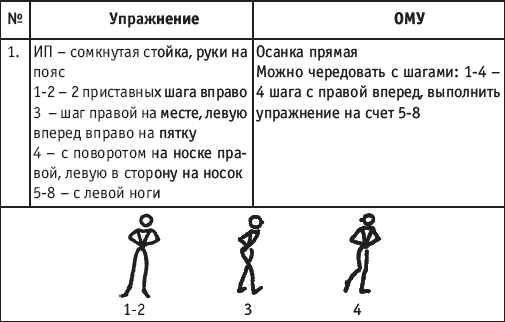 № Упражнение ОМУ
1. ИП – сомкнутая стойка, руки на
пояс
1-2 – 2 приставных шага вправо
3 – шаг правой на месте, левую
вперед вправо на пятку
4 – с поворотом на носке пра-
вой, левую в сторону на носок
5-8 – с левой ноги
Осанка прямая
Можно чередовать с шагами: 1-4 –
4 шага с правой вперед, выполнить
упражнение на счет 5-8
1-2 3 4